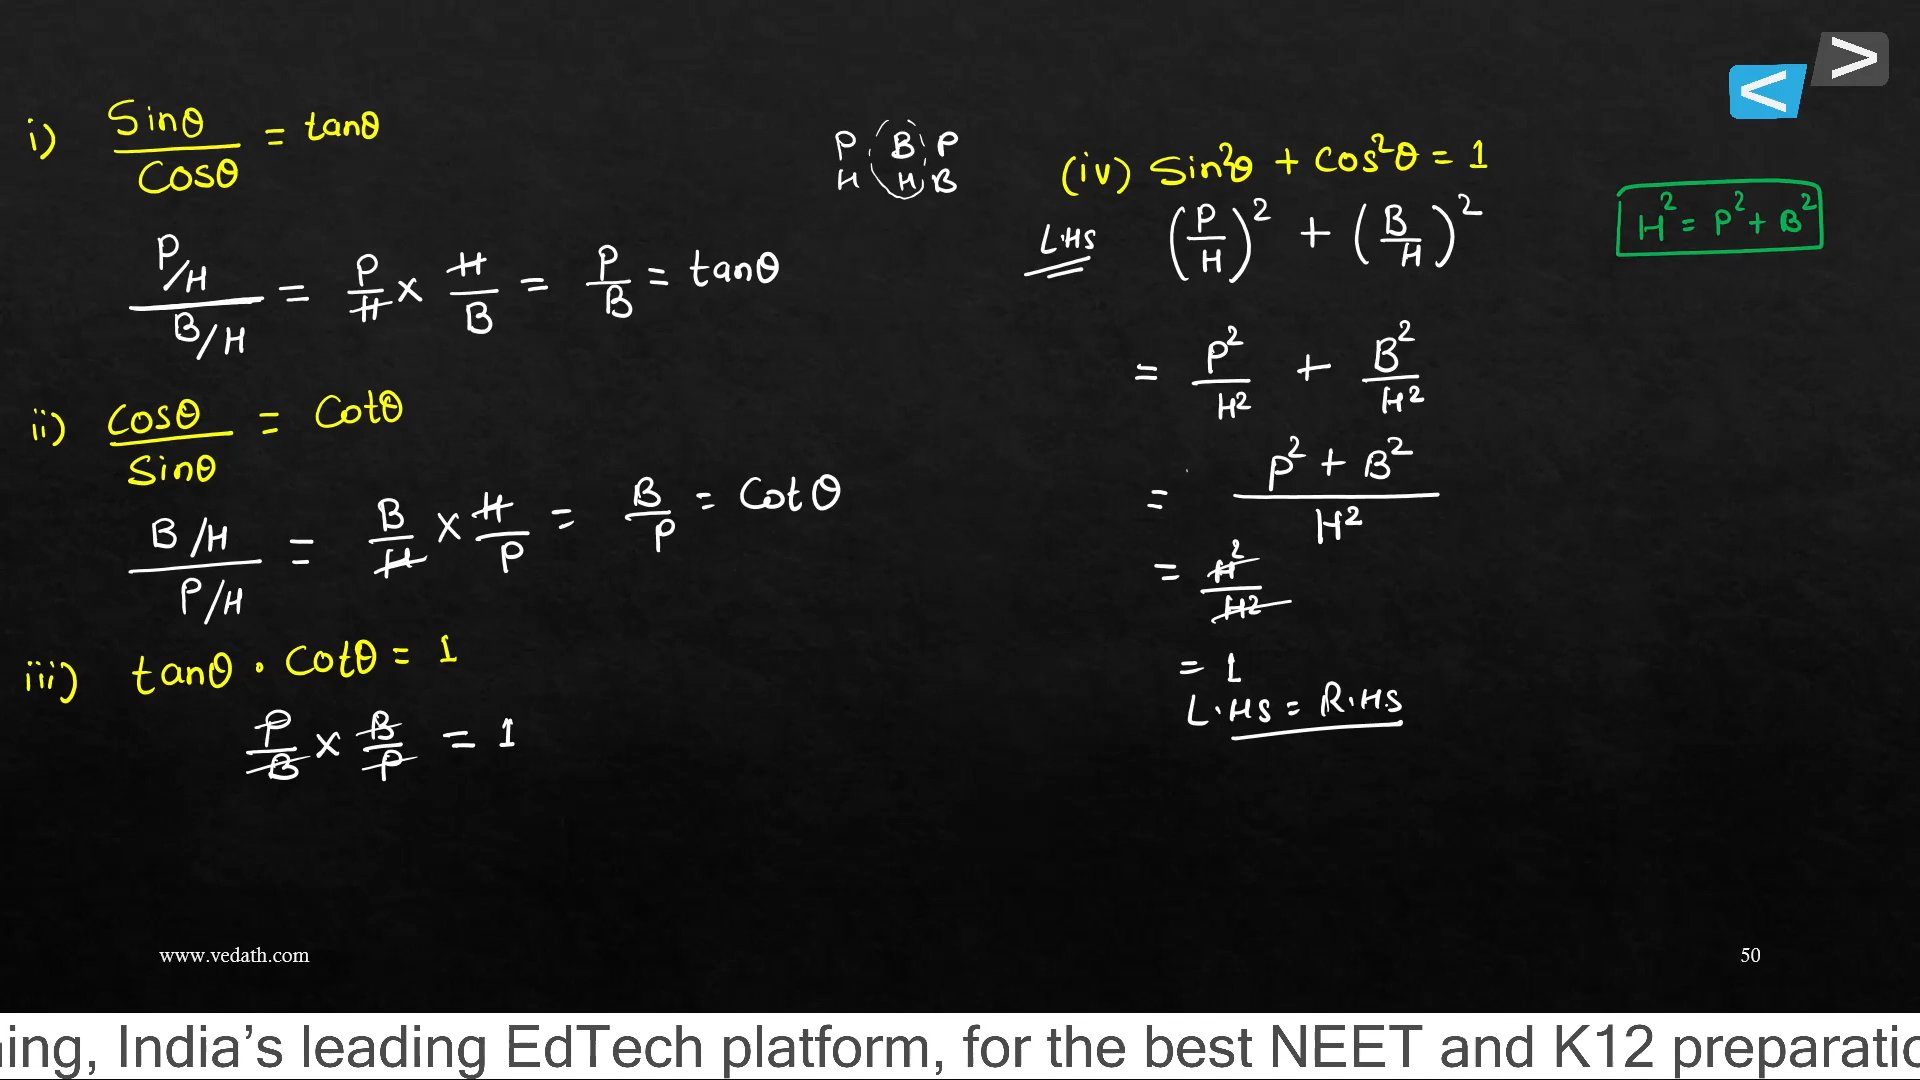 i) Sinθ / Cosθ = tanθ
P/H / B/H = P/H × H/B = P/B = tanθ
ii) Cosθ / Sinθ = Cotθ
B/H / P/H = B/H × H/P = B/P = Cotθ
iii) tanθ · Cotθ = 1
P/B × B/P = 1
P B P
H H B
(iv) Sin²θ + Cos²θ = 1
L.HS (P/H)² + (B/H)²
= P²/H² + B²/H²
= P² + B² / H²
= H²/H²
= 1
L.HS = R.HS
H² = P² + B²
< >
www.vedath.com
50
ing, India’s leading EdTech platform, for the best NEET and K12 preparatio